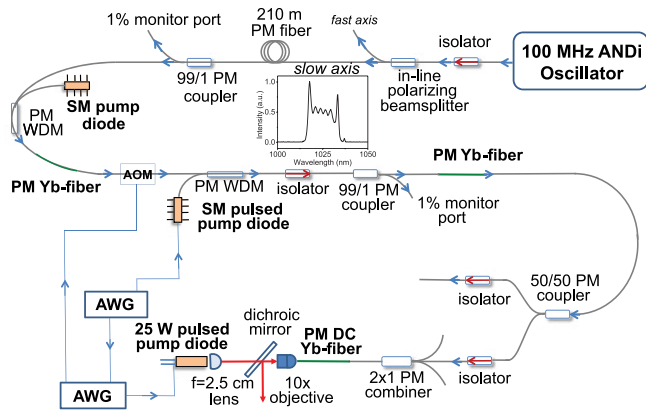 1% monitor port
210 m
PM fiber
fast axis
isolator
100 MHz ANDi
Oscillator
99/1 PM
coupler
in-line
polarizing
beamsplitter
slow axis
Intensity (a.u.)
1.0
0.5
0.0
1000
1025
1050
Wavelength (nm)
PM
WDM
SM pump
diode
PM Yb-fiber
AOM
PM WDM
isolator
99/1 PM
coupler
PM Yb-fiber
1% monitor
port
SM pulsed
pump diode
AWG
AWG
25 W pulsed
pump diode
f=2.5 cm
lens
dichroic
mirror
10x
objective
PM DC
Yb-fiber
2x1 PM
combiner
isolator
50/50 PM
coupler
isolator